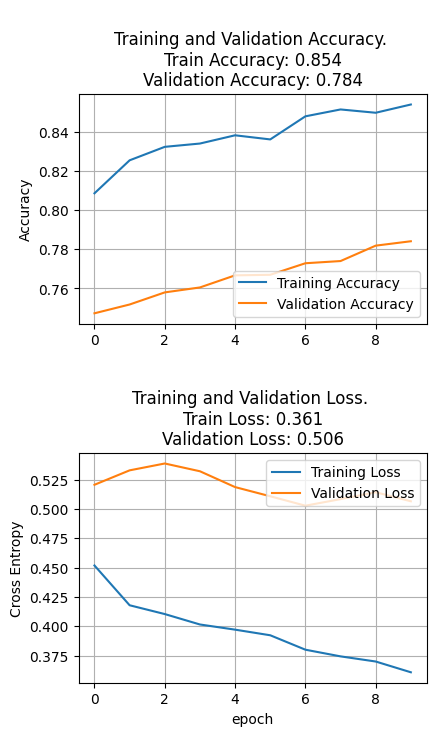 Training and Validation Accuracy.
Train Accuracy: 0.854
Validation Accuracy: 0.784
0.84
0.82
0.80
0.78
0.76
Accuracy
Training Accuracy
Validation Accuracy
0 2 4 6 8
Training and Validation Loss.
Train Loss: 0.361
Validation Loss: 0.506
0.525
0.500
0.475
0.450
0.425
0.400
0.375
Cross Entropy
Training Loss
Validation Loss
0 2 4 6 8
epoch